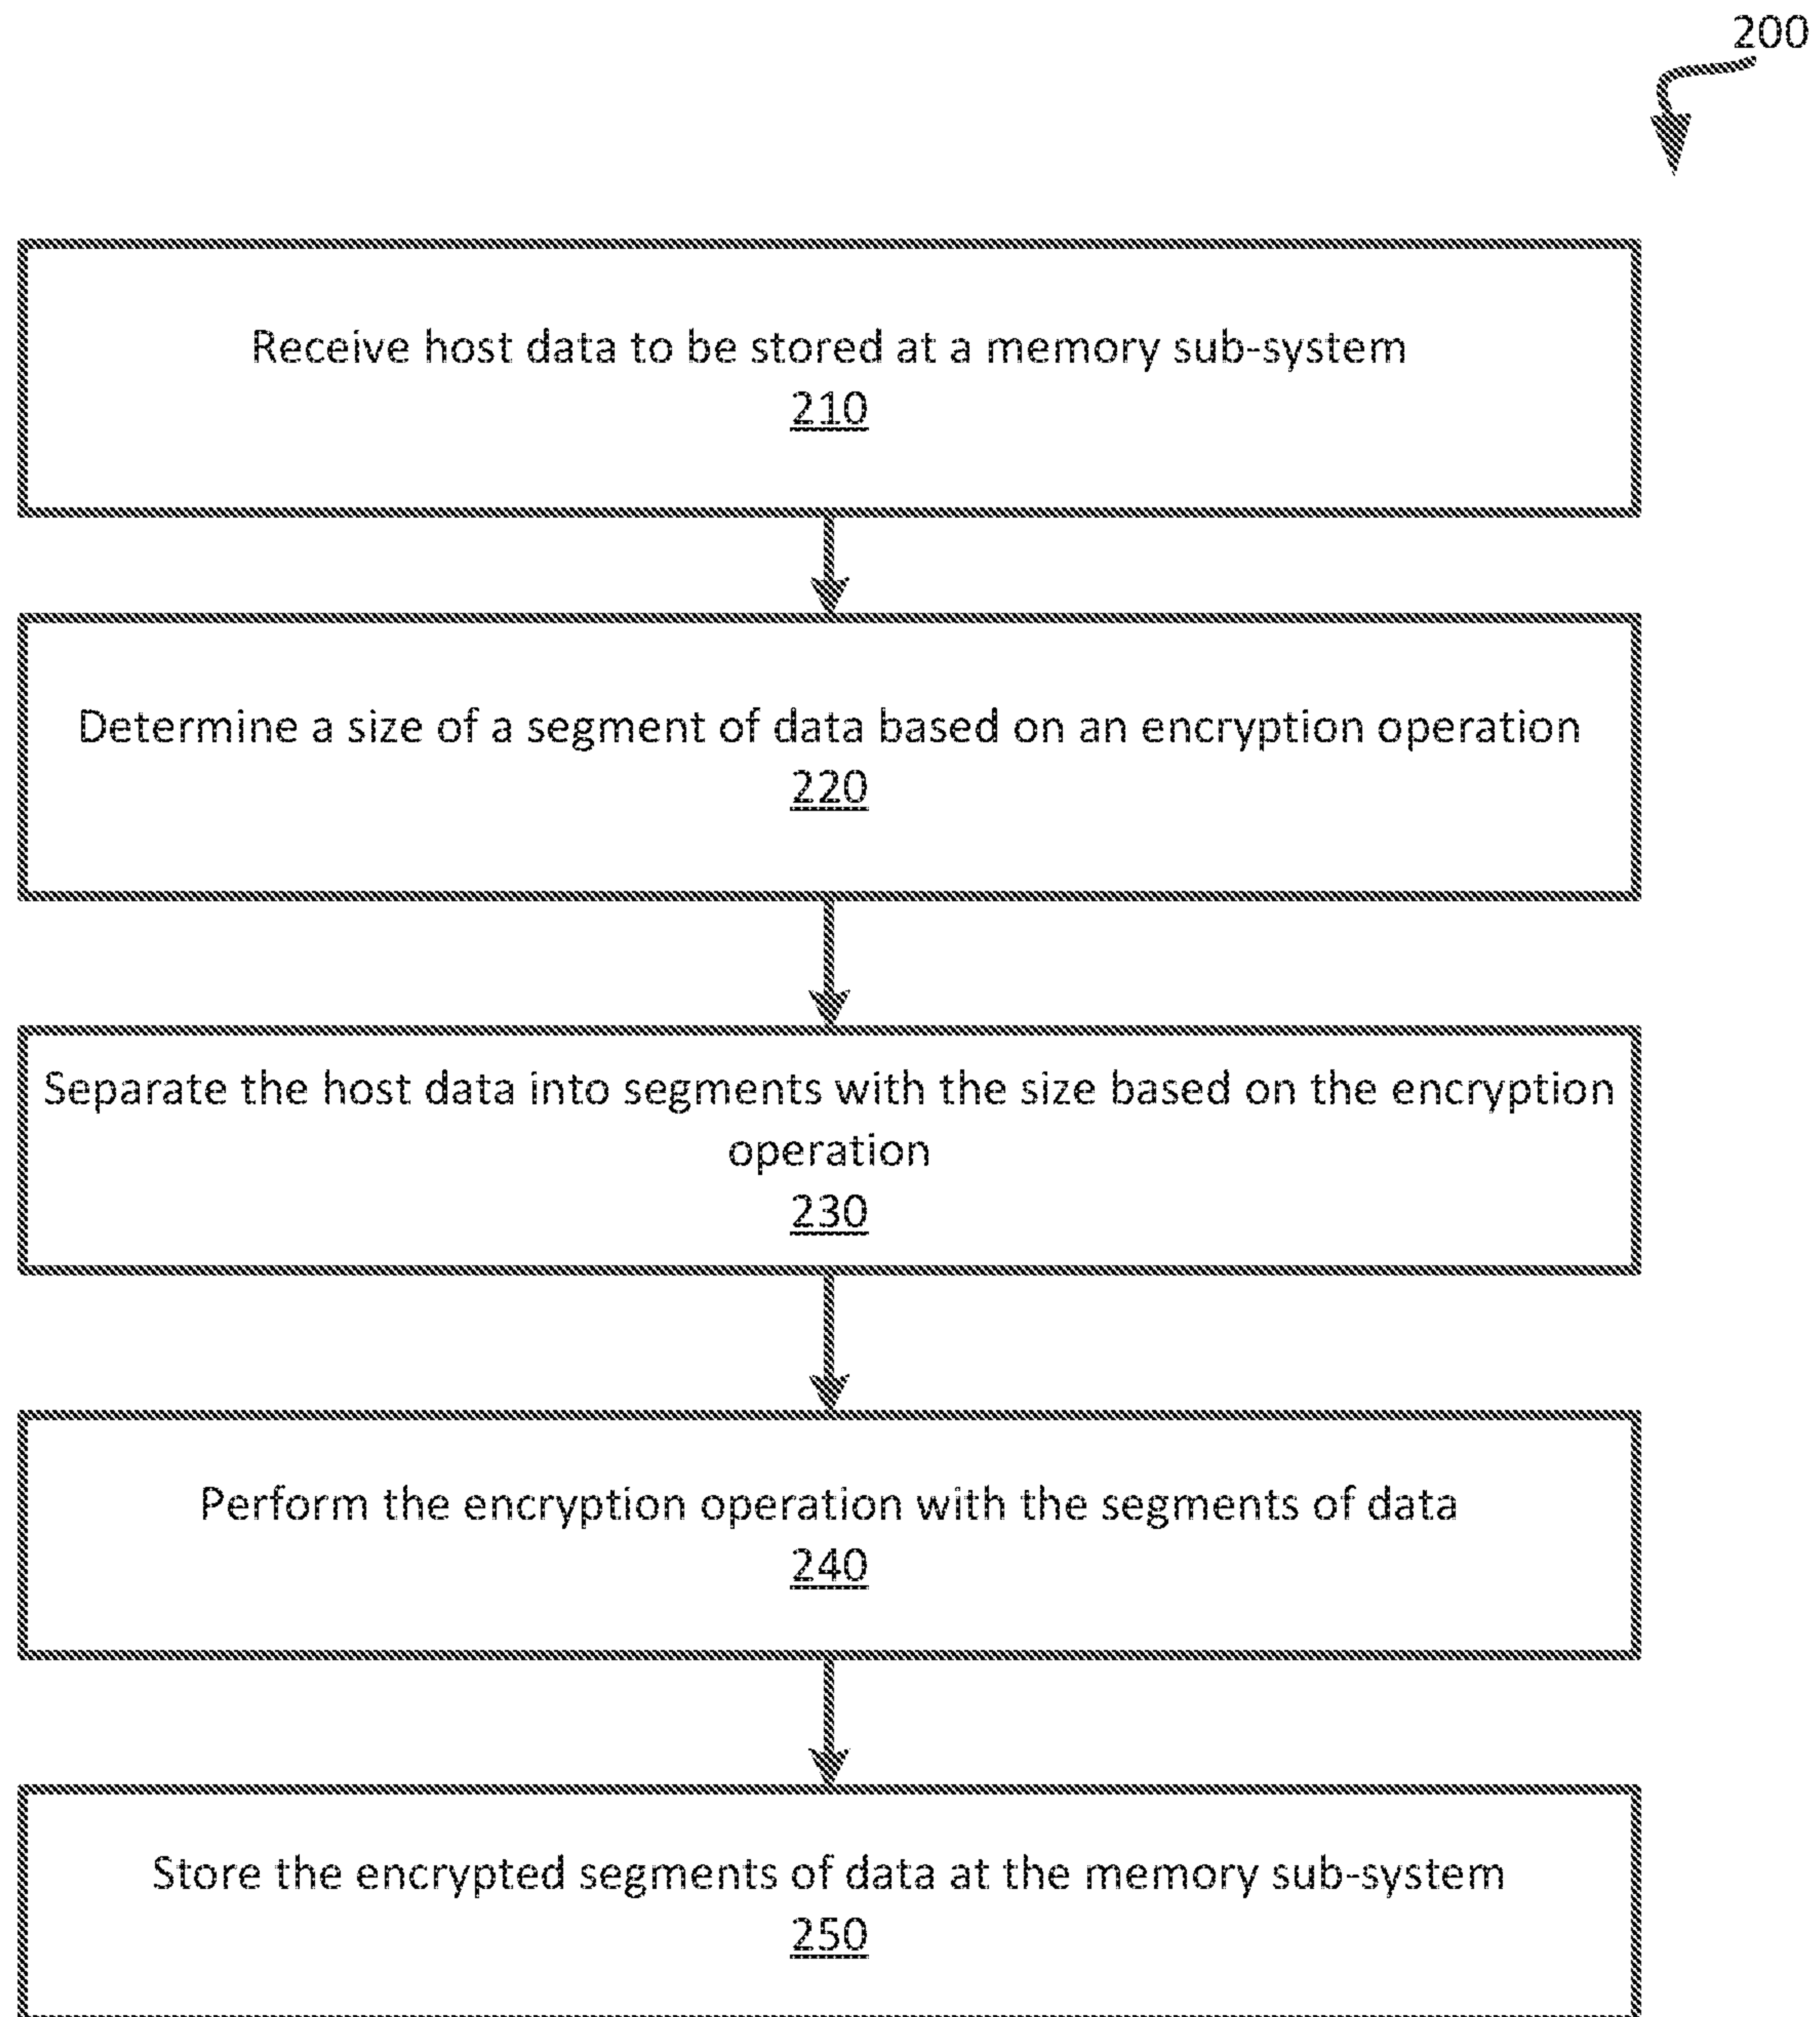 200
Receive host data to be stored at a memory sub-system
210
Determine a size of a segment of data based on an encryption operation
220
Separate the host data into segments with the size based on the encryption
operation
230
Perform the encryption operation with the segments of data
240
Store the encrypted segments of data at the memory sub-system
250